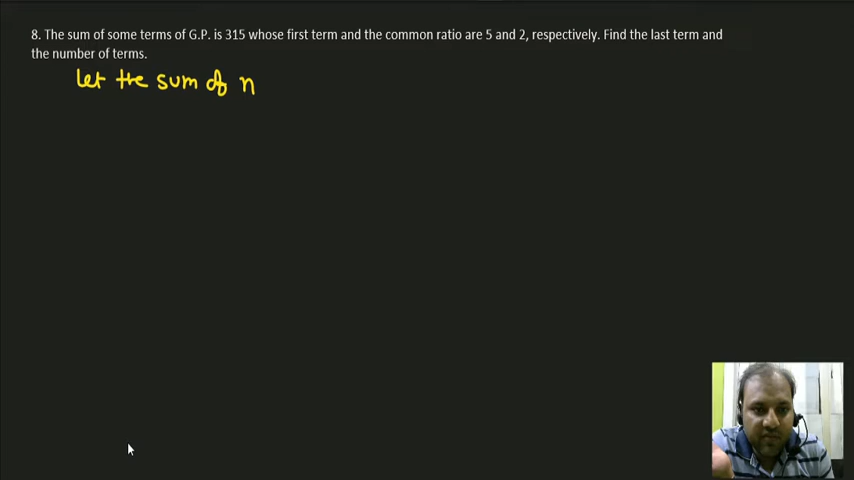 8. The sum of some terms of G.P. is 315 whose first term and the common ratio are 5 and 2, respectively. Find the last term and
the number of terms.
let the sum of n